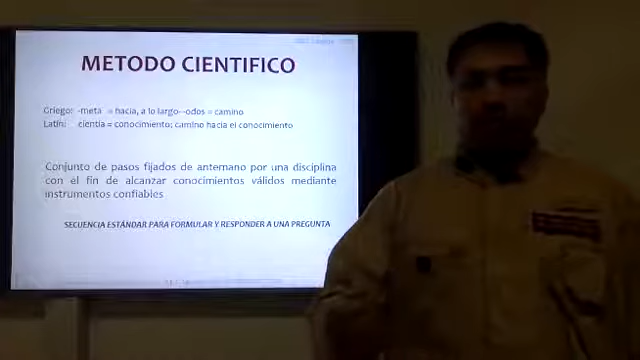 METODO CIENTIFICO
Griego: -meta = hacia, a lo largo--odos = camino
Latín: cientia = conocimiento; camino hacia el conocimiento
Conjunto de pasos fijados de antemano por una disciplina
con el fin de alcanzar conocimientos válidos mediante
instrumentos confiables
SECUENCIA ESTÁNDAR PARA FORMULAR Y RESPONDER A UNA PREGUNTA